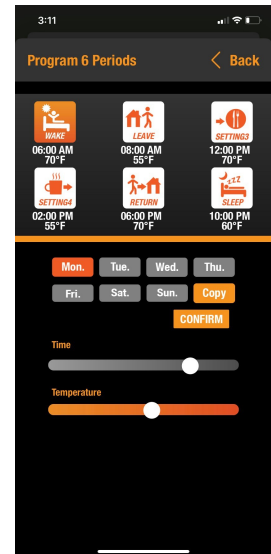 3:11
Program 6 Periods
Back
WAKE
LEAVE
SETTING3
06:00 AM
08:00 AM
12:00 PM
70°F
55°F
70°F
zzz
SETTING4
RETURN
SLEEP
02:00 PM
06:00 PM
10:00 PM
55°F
70°F
60°F
Mon.
Tue.
Wed.
Thu.
Fri.
Sat.
Sun.
Copy
CONFIRM
Time
Temperature